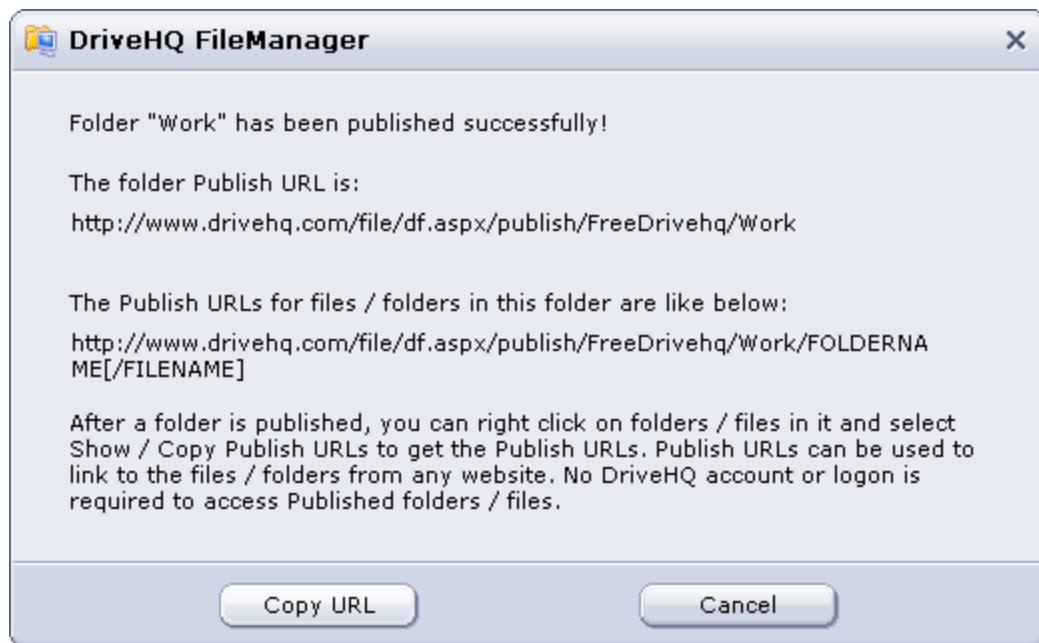 DriveHQ FileManager
Folder "Work" has been published successfully!
The folder Publish URL is:
http://www.drivehq.com/file/df.aspx/publish/FreeDrivehq/Work
The Publish URLs for files / folders in this folder are like below:
http://www.drivehq.com/file/df.aspx/publish/FreeDrivehq/Work/FOLDERNA
ME[/FILENAME]
After a folder is published, you can right click on folders / files in it and select
Show / Copy Publish URLs to get the Publish URLs. Publish URLs can be used to
link to the files / folders from any website. No DriveHQ account or logon is
required to access Published folders / files.
Copy URL
Cancel